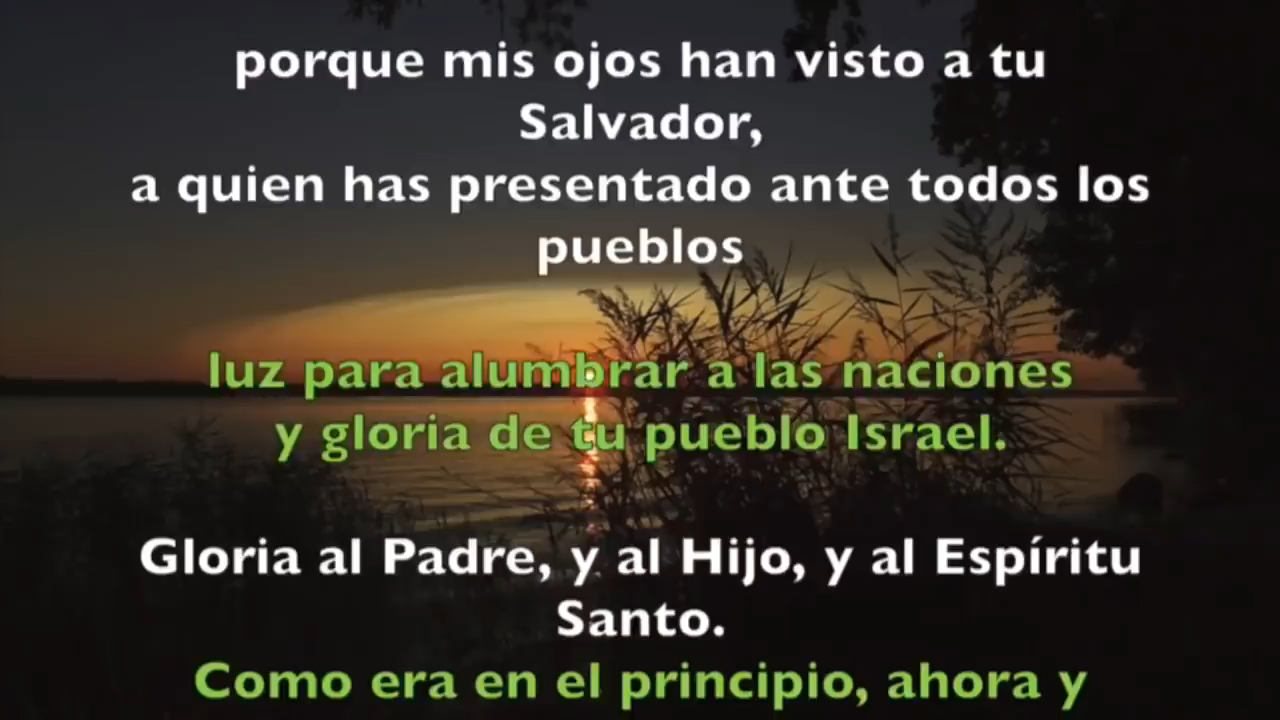 porque mis ojos han visto a tu
Salvador,
a quien has presentado ante todos los
pueblos
luz para alumbrar a las naciones
y gloria de tu pueblo Israel.
Gloria al Padre, y al Hijo, y al Espíritu
Santo.
Como era en el principio, ahora y